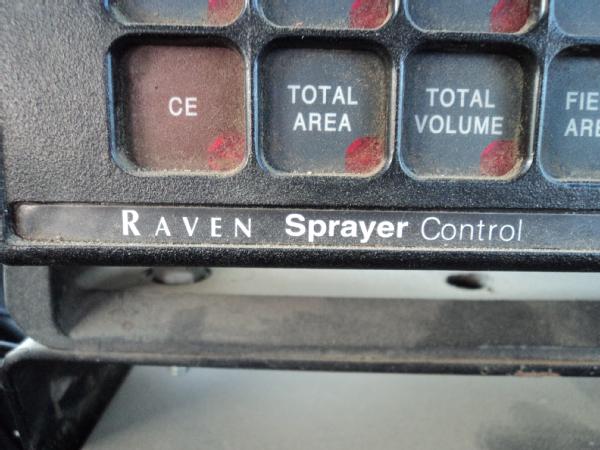 CE
TOTAL
AREA
TOTAL
VOLUME
RAVEN Sprayer Control